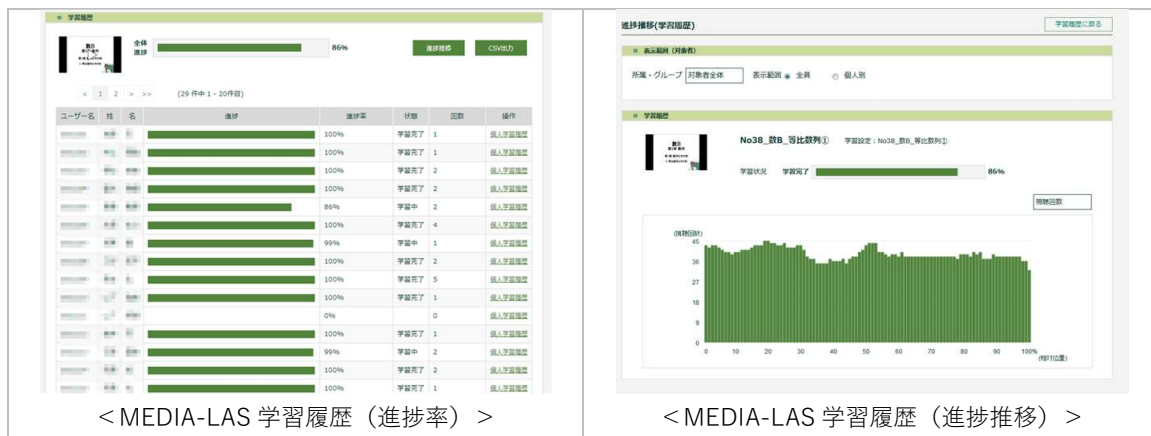 学習履歴
全体
進捗
86%
進捗推移
CSV出力
< 1 2 > >> (29 件中 1 - 20件目)
ユーザー名 姓 名 進捗 進捗率 状態 回数 操作
100% 学習完了 1 個人学習履歴
100% 学習完了 1 個人学習履歴
100% 学習完了 2 個人学習履歴
100% 学習完了 2 個人学習履歴
86% 学習中 2 個人学習履歴
100% 学習完了 4 個人学習履歴
99% 学習中 1 個人学習履歴
100% 学習完了 2 個人学習履歴
100% 学習完了 5 個人学習履歴
100% 学習完了 1 個人学習履歴
0% 0 個人学習履歴
100% 学習完了 1 個人学習履歴
99% 学習中 2 個人学習履歴
100% 学習完了 2 個人学習履歴
100% 学習完了 1 個人学習履歴
<MEDIA-LAS 学習履歴(進捗率)>
進捗推移(学習履歴)
学習履歴に戻る
表示範囲 (対象者)
所属・グループ 対象者全体 表示範囲 全員 個人別
学習履歴
数B
No38_数B_等比数列① 学習設定:No38_数B_等比数列①
学習状況 学習完了 86%
視聴回数
(視聴回数)
45
36
27
18
9
0
0 10 20 30 40 50 60 70 80 90 100%
(相対位置)
<MEDIA-LAS 学習履歴(進捗推移)>